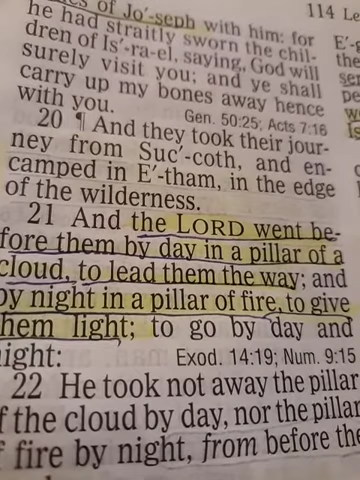 of Jo′-seph with him: for
he had straitly sworn the chil-
dren of Is′-ra-el, saying, God will
surely visit you; and ye shall
carry up my bones away hence
with you. Gen. 50:25; Acts 7:16
20 ¶ And they took their jour-
ney from Suc′-coth, and en-
camped in E′-tham, in the edge
of the wilderness.
21 And the LORD went be-
fore them by day in a pillar of a
cloud, to lead them the way; and
by night in a pillar of fire, to give
them light; to go by day and
night: Exod. 14:19; Num. 9:15
22 He took not away the pillar
of the cloud by day, nor the pillar
of fire by night, from before the
114